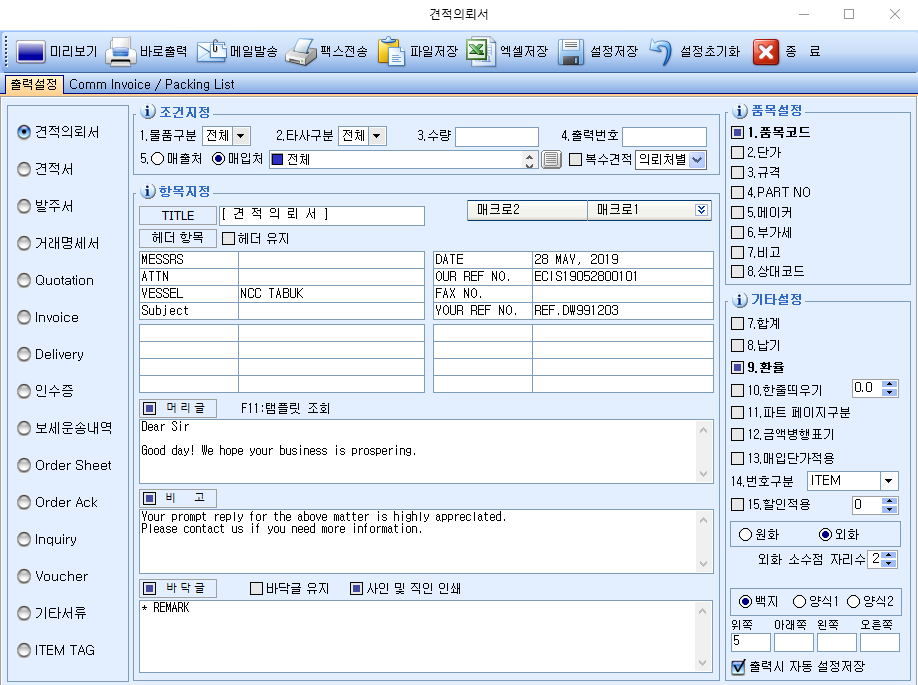 견적의뢰서
미리보기 바로출력 메일발송 팩스전송 파일저장 엑셀저장 설정저장 설정초기화 종 료
출력설정 Comm Invoice / Packing List
견적의뢰서
견적서
발주서
거래명세서
Quotation
Invoice
Delivery
인수증
보세운송내역
Order Sheet
Order Ack
Inquiry
Voucher
기타서류
ITEM TAG
조건지정
1.물품구분 전체 2.타사구분 전체 3.수량 4.출력번호
5. 매출처 매입처 전체 복수견적 의뢰처별
항목지정
TITLE [ 견 적 의 뢰 서 ] 매크로2 매크로1
헤더 항목 헤더 유지
MESSRS DATE 28 MAY, 2019
ATTN OUR REF NO. ECIS19052800101
VESSEL NCC TABUK FAX NO.
Subject YOUR REF NO. REF.DW991203
머 리 글 F11:탬플릿 조회
Dear Sir
Good day! We hope your business is prospering.
비 고
Your prompt reply for the above matter is highly appreclated.
Please contact us if you need more information.
바 닥 글 바닥글 유지 사인 및 직인 인쇄
* REMARK
품목설정
1.품목코드
2.단가
3.규격
4.PART NO
5.메이커
6.부가세
7.비고
8.상대코드
기타설정
7.합계
8.납기
9.환율
10.한줄띄우기 0.0
11.파트 페이지구분
12.금액병행표기
13.매입단가적용
14.번호구분 ITEM
15.할인적용 0
원화 외화
외화 소수점 자리수 2
백지 양식1 양식2
위쪽 아래쪽 왼쪽 오른쪽
5
출력시 자동 설정저장